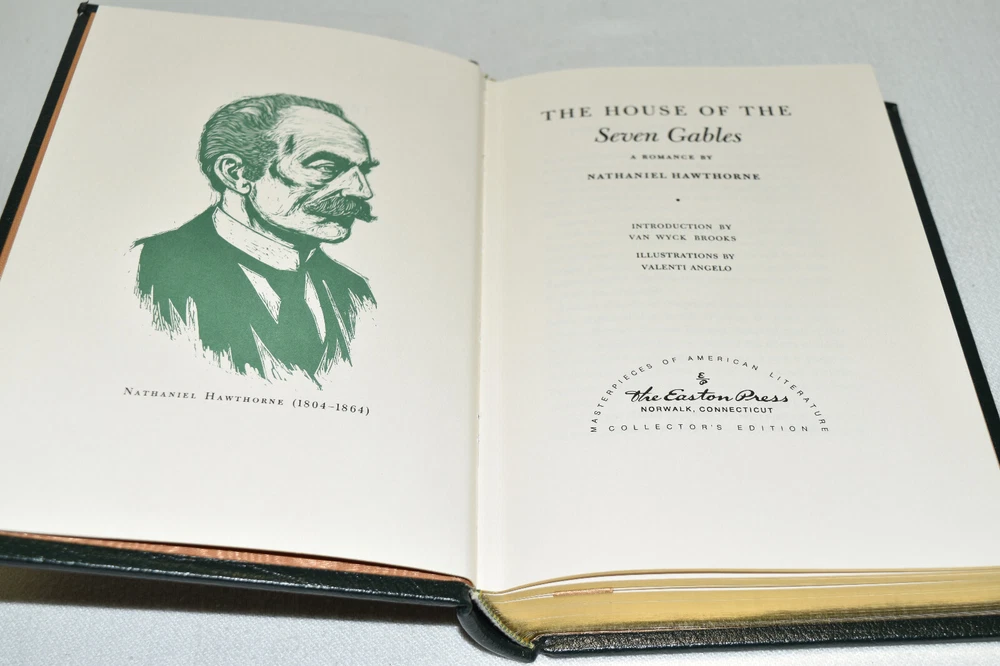 NATHANIEL HAWTHORNE (1804–1864)
THE HOUSE OF THE
Seven Gables
A ROMANCE BY
NATHANIEL HAWTHORNE
INTRODUCTION BY
VAN WYCK BROOKS
ILLUSTRATIONS BY
VALENTI ANGELO
MASTERPIECES OF AMERICAN LITERATURE
E/P
The Easton Press
NORWALK, CONNECTICUT
COLLECTOR'S EDITION